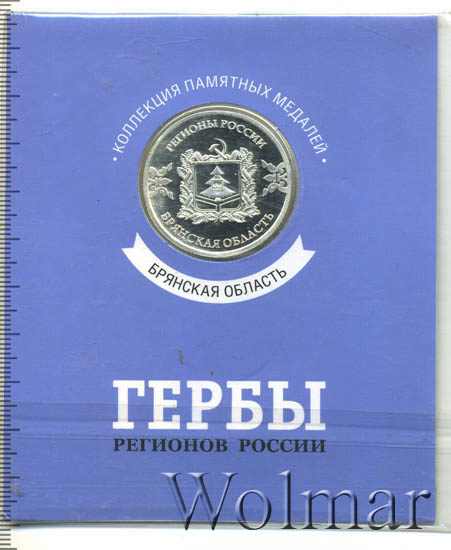 · КОЛЛЕКЦИЯ ПАМЯТНЫХ МЕДАЛЕЙ ·
РЕГИОНЫ РОССИИ
БРЯНСКАЯ ОБЛАСТЬ
БРЯНСКАЯ ОБЛАСТЬ
ГЕРБЫ
РЕГИОНОВ РОССИИ
Wolmar